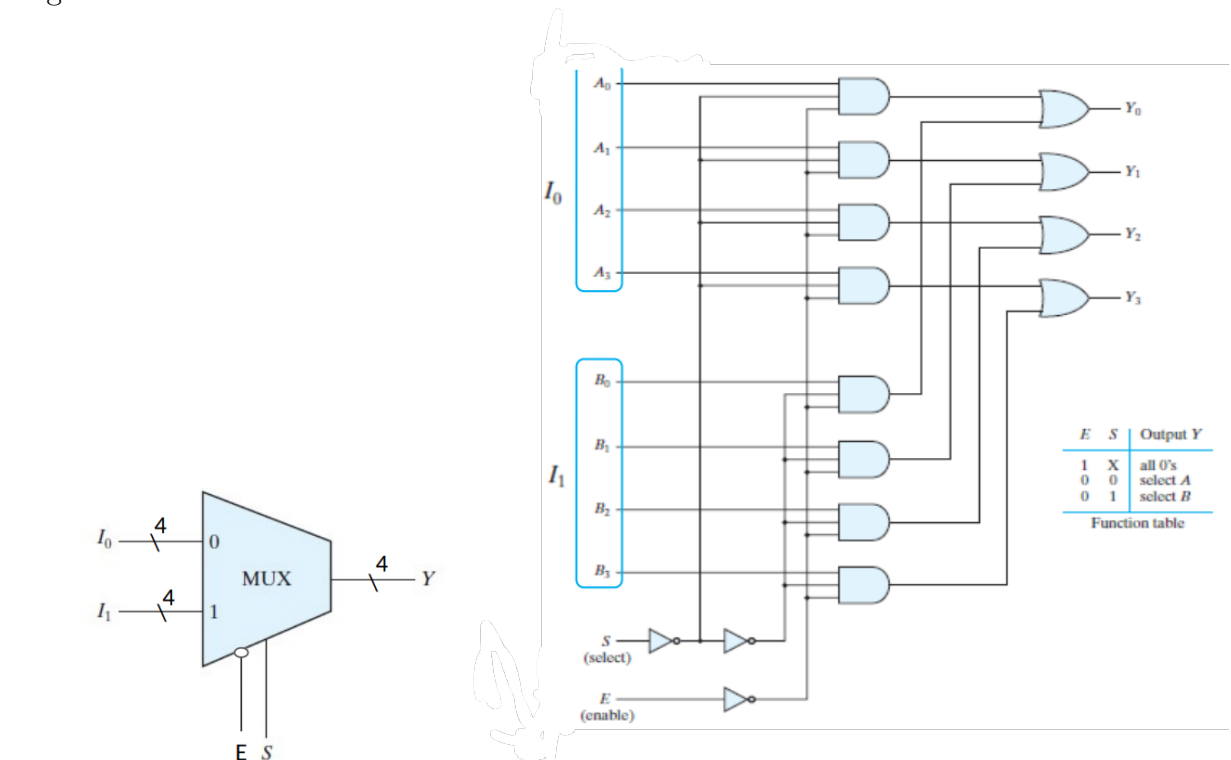 I₀ 4 0
MUX
4 Y
I₁ 4 1
E S
I₀
A₀
A₁
A₂
A₃
I₁
B₀
B₁
B₂
B₃
S
(select)
E
(enable)
Y₀
Y₁
Y₂
Y₃
E S Output Y
1 X all 0's
0 0 select A
0 1 select B
Function table